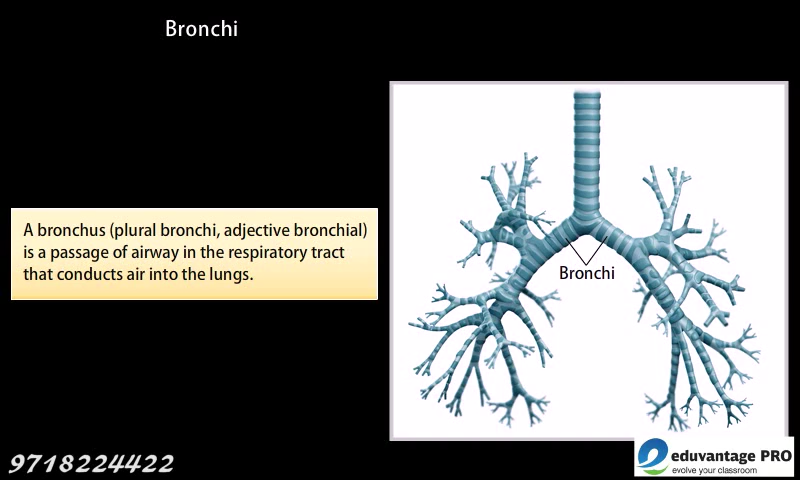 Bronchi
A bronchus (plural bronchi, adjective bronchial)
is a passage of airway in the respiratory tract
that conducts air into the lungs.
Bronchi
9718224422
eduvantage PRO
evolve your classroom